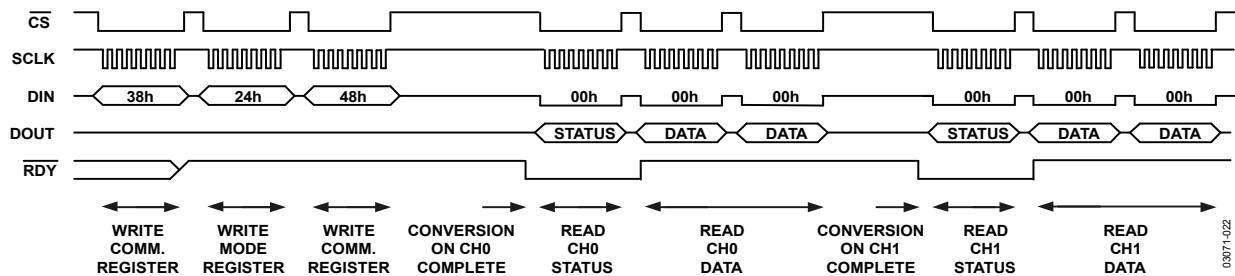 CS
SCLK
DIN 38h 24h 48h 00h 00h 00h 00h 00h 00h
DOUT STATUS DATA DATA STATUS DATA DATA
RDY
WRITE COMM. REGISTER
WRITE MODE REGISTER
WRITE COMM. REGISTER
CONVERSION ON CH0 COMPLETE
READ CH0 STATUS
READ CH0 DATA
CONVERSION ON CH1 COMPLETE
READ CH1 STATUS
READ CH1 DATA
03071-022